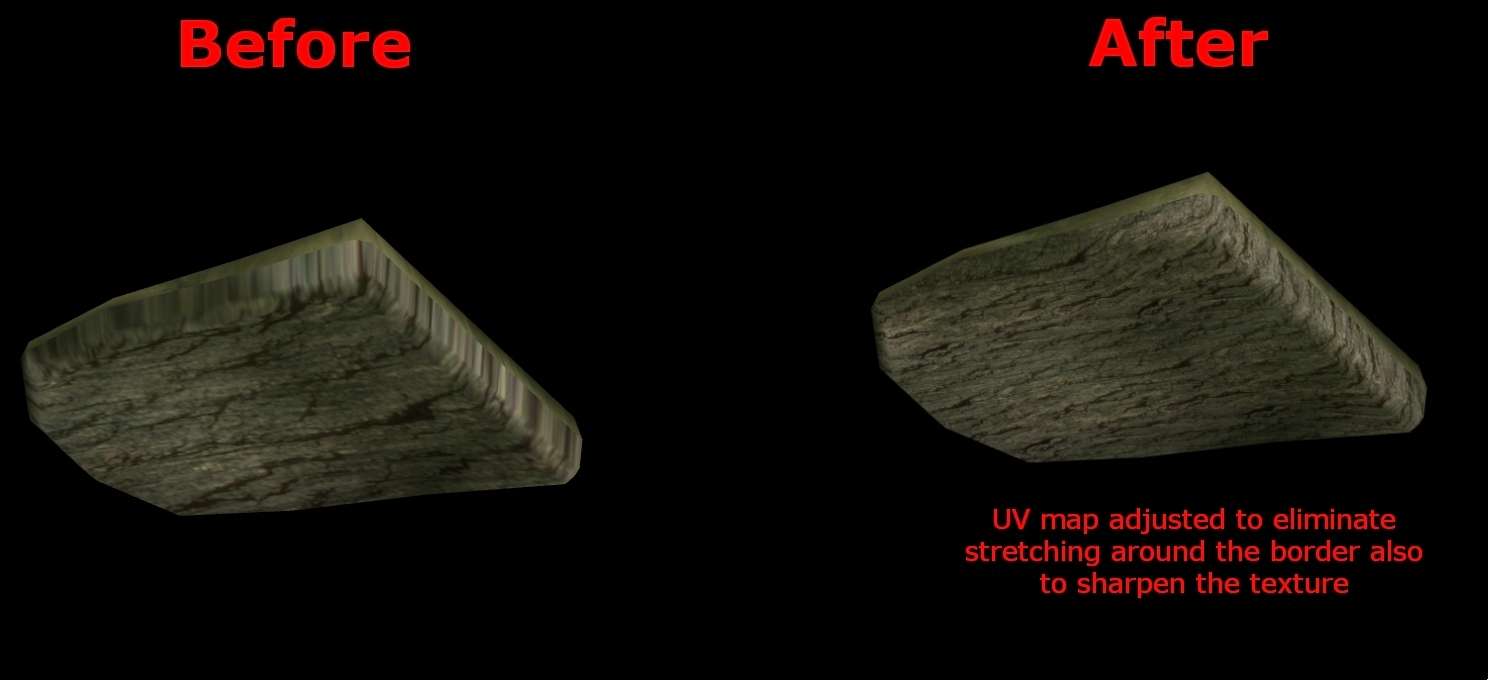 Before
After
UV map adjusted to eliminate
stretching around the border also
to sharpen the texture